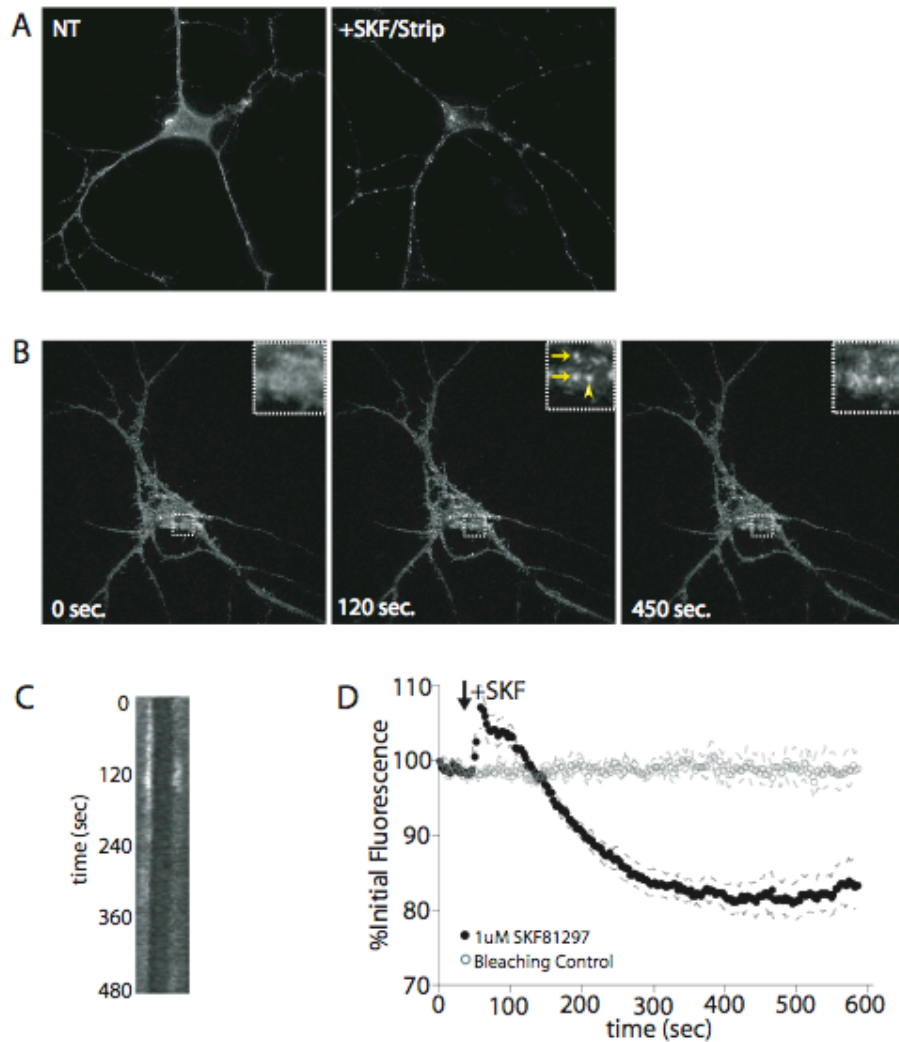 A
NT
+SKF/Strip
B
0 sec.
120 sec.
450 sec.
C
0
120
240
360
480
time (sec)
D
+SKF
110
100
90
80
70
%Initial Fluorescence
1uM SKF81297
Bleaching Control
0 100 200 300 400 500 600
time (sec)